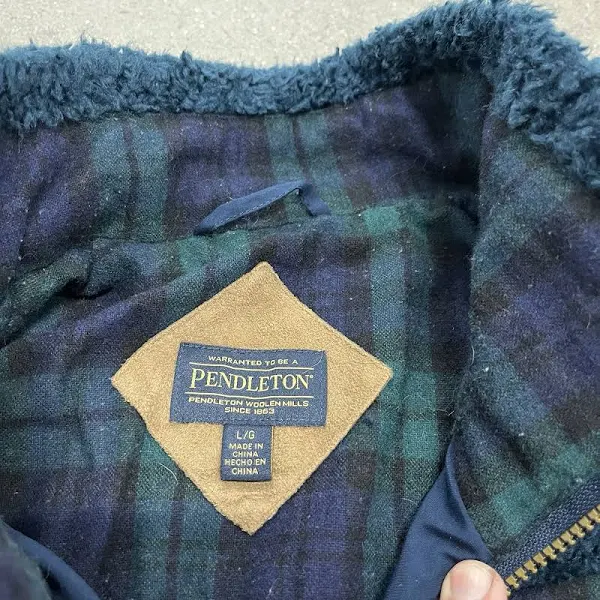 WARRANTED TO BE A
PENDLETON®
PENDLETON WOOLEN MILLS
SINCE 1863
L/G
MADE IN
CHINA
HECHO EN
CHINA